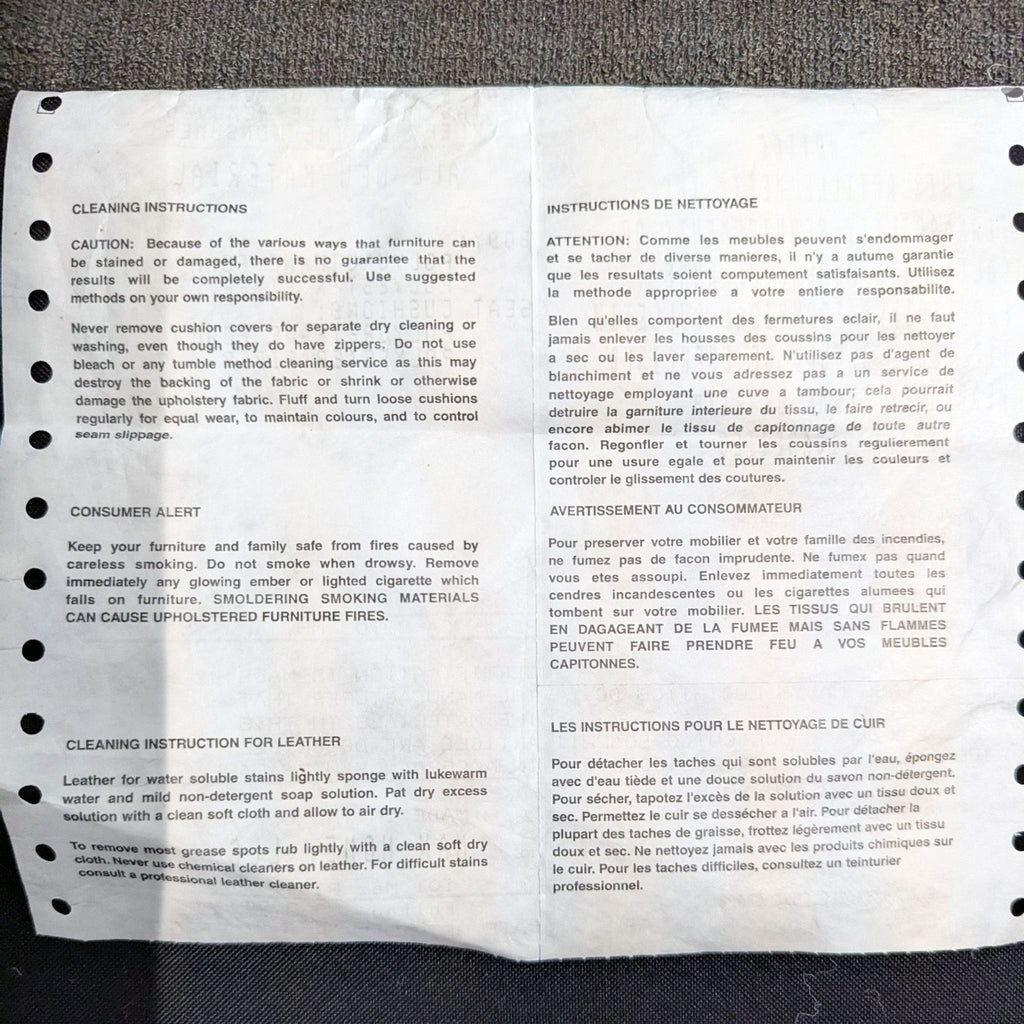 CLEANING INSTRUCTIONS
CAUTION: Because of the various ways that furniture can
be stained or damaged, there is no guarantee that the
results will be completely successful. Use suggested
methods on your own responsibility.
Never remove cushion covers for separate dry cleaning or
washing, even though they do have zippers. Do not use
bleach or any tumble method cleaning service as this may
destroy the backing of the fabric or shrink or otherwise
damage the upholstery fabric. Fluff and turn loose cushions
regularly for equal wear, to maintain colours, and to control
seam slippage.
CONSUMER ALERT
Keep your furniture and family safe from fires caused by
careless smoking. Do not smoke when drowsy. Remove
immediately any glowing ember or lighted cigarette which
falls on furniture. SMOLDERING SMOKING MATERIALS
CAN CAUSE UPHOLSTERED FURNITURE FIRES.
CLEANING INSTRUCTION FOR LEATHER
Leather for water soluble stains lightly sponge with lukewarm
water and mild non-detergent soap solution. Pat dry excess
solution with a clean soft cloth and allow to air dry.
To remove most grease spots rub lightly with a clean soft dry
cloth. Never use chemical cleaners on leather. For difficult stains
consult a professional leather cleaner.
INSTRUCTIONS DE NETTOYAGE
ATTENTION: Comme les meubles peuvent s'endommager
et se tacher de diverse manieres, il n'y a autume garantie
que les resultats soient computement satisfaisants. Utilisez
la methode appropriee a votre entiere responsabilite.
Blen qu'elles comportent des fermetures eclair, il ne faut
jamais enlever les housses des coussins pour les nettoyer
a sec ou les laver separement. N'utilisez pas d'agent de
blanchiment et ne vous adressez pas a un service de
nettoyage employant une cuve a tambour; cela pourrait
detruire la garniture interieure du tissu, le faire retrecir, ou
encore abimer le tissu de capitonnage de toute autre
facon. Regonfler et tourner les coussins regulierement
pour une usure egale et pour maintenir les couleurs et
controler le glissement des coutures.
AVERTISSEMENT AU CONSOMMATEUR
Pour preserver votre mobilier et votre famille des incendies,
ne fumez pas de facon imprudente. Ne fumex pas quand
vous etes assoupi. Enlevez immediatement toutes les
cendres incandescentes ou les cigarettes alumees qui
tombent sur votre mobilier. LES TISSUS QUI BRULENT
EN DAGAGEANT DE LA FUMEE MAIS SANS FLAMMES
PEUVENT FAIRE PRENDRE FEU A VOS MEUBLES
CAPITONNES.
LES INSTRUCTIONS POUR LE NETTOYAGE DE CUIR
Pour détacher les taches qui sont solubles par l'eau, épongez
avec d'eau tiède et une douce solution du savon non-détergent.
Pour sécher, tapotez l'excès de la solution avec un tissu doux et
sec. Permettez le cuir se dessécher a l'air. Pour détacher la
plupart des taches de graisse, frottez légèrement avec un tissu
doux et sec. Ne nettoyez jamais avec les produits chimiques sur
le cuir. Pour les taches difficiles, consultez un teinturier
professionnel.